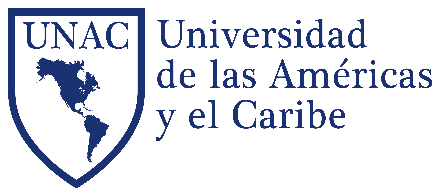 UNAC
Universidad
de las Américas
y el Caribe